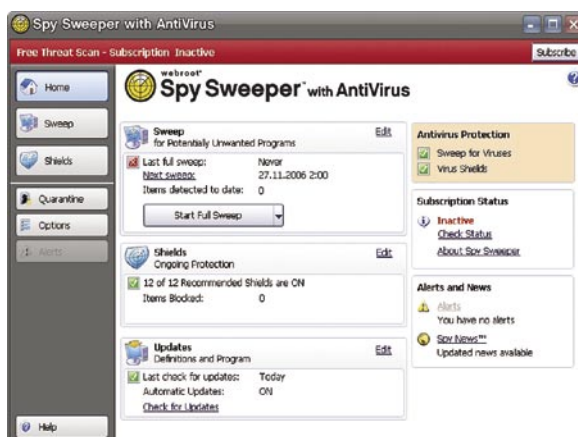 Spy Sweeper with AntiVirus
Free Threat Scan - Subscription Inactive
Subscribe
Home
Sweep
Shields
Quarantine
Options
Alerts
Help
webroot®
Spy Sweeper™ with AntiVirus
Sweep
for Potentially Unwanted Programs
Edit
Last full sweep: Never
Next sweep: 27.11.2006 2:00
Items detected to date: 0
Start Full Sweep
Shields
Ongoing Protection
Edit
12 of 12 Recommended Shields are ON
Items Blocked: 0
Updates
Definitions and Program
Edit
Last check for updates: Today
Automatic Updates: ON
Check for Updates
Antivirus Protection
Sweep for Viruses
Virus Shields
Subscription Status
Inactive
Check Status
About Spy Sweeper
Alerts and News
Alerts
You have no alerts
Spy News™
Updated news available